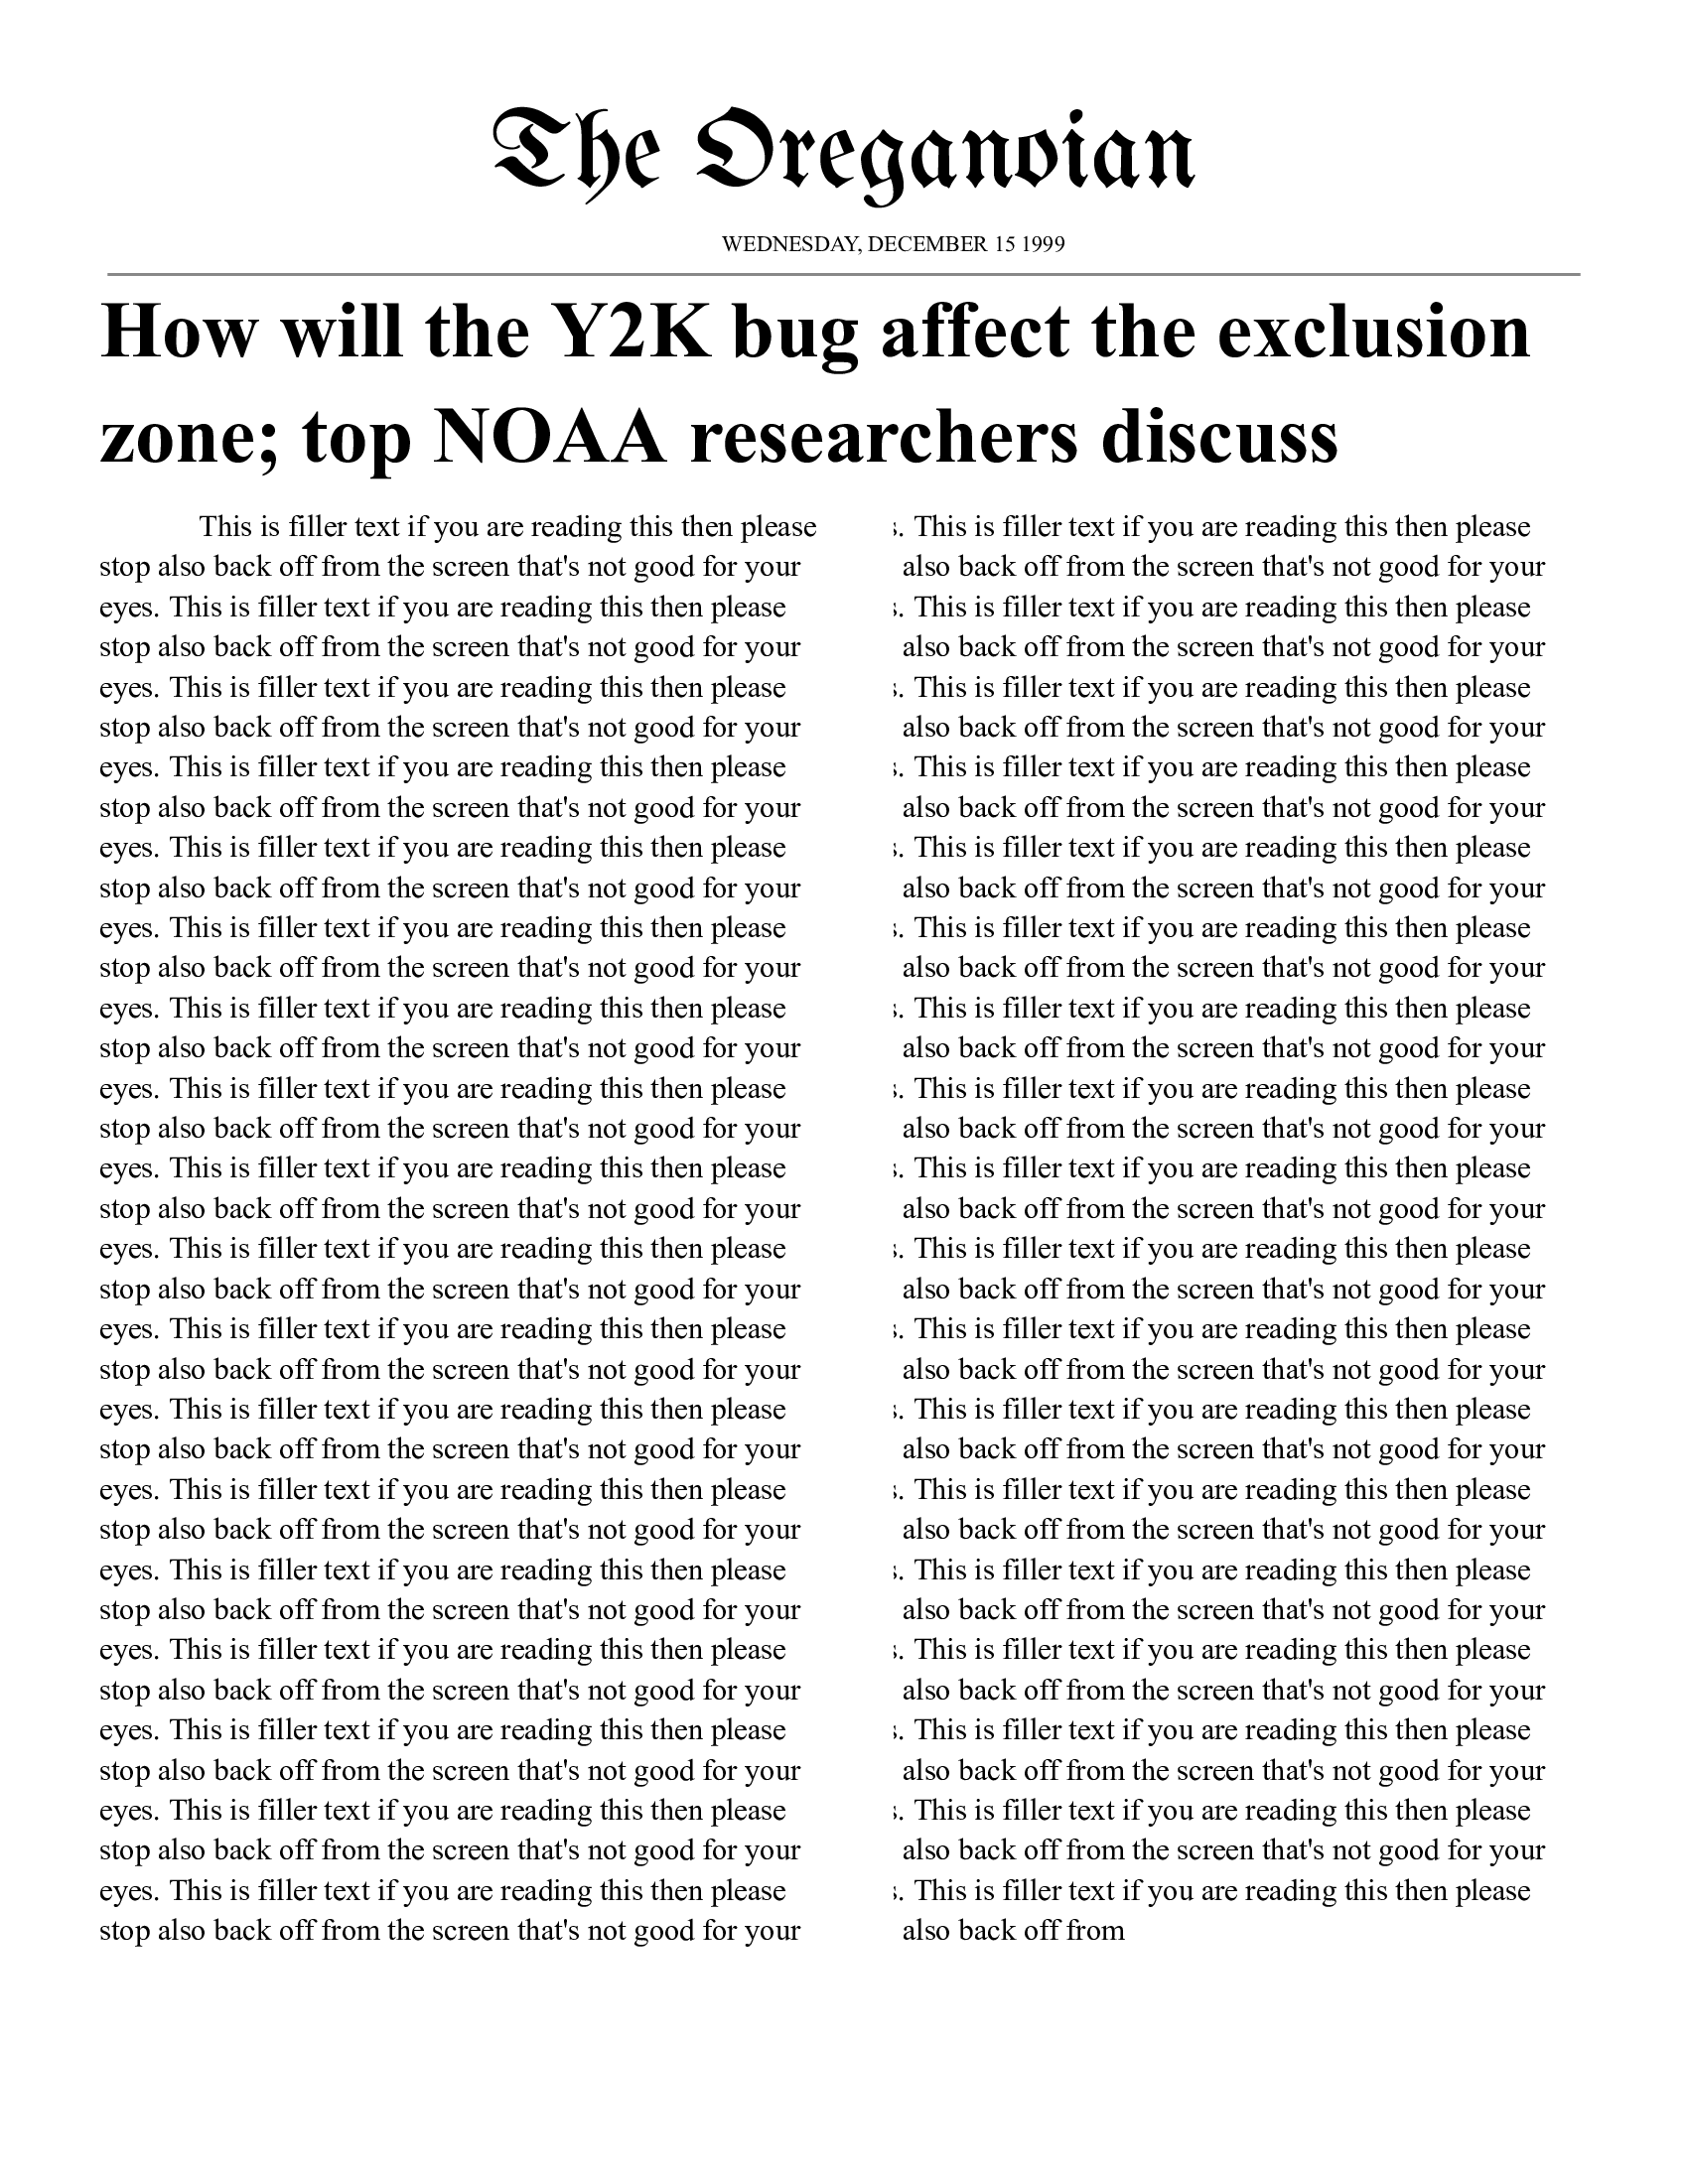 The Oreganoian
WEDNESDAY, DECEMBER 15 1999
How will the Y2K bug affect the exclusion
zone; top NOAA researchers discuss
This is filler text if you are reading this then please
stop also back off from the screen that's not good for your
eyes. This is filler text if you are reading this then please
stop also back off from the screen that's not good for your
eyes. This is filler text if you are reading this then please
stop also back off from the screen that's not good for your
eyes. This is filler text if you are reading this then please
stop also back off from the screen that's not good for your
eyes. This is filler text if you are reading this then please
stop also back off from the screen that's not good for your
eyes. This is filler text if you are reading this then please
stop also back off from the screen that's not good for your
eyes. This is filler text if you are reading this then please
stop also back off from the screen that's not good for your
eyes. This is filler text if you are reading this then please
stop also back off from the screen that's not good for your
eyes. This is filler text if you are reading this then please
stop also back off from the screen that's not good for your
eyes. This is filler text if you are reading this then please
stop also back off from the screen that's not good for your
eyes. This is filler text if you are reading this then please
stop also back off from the screen that's not good for your
eyes. This is filler text if you are reading this then please
stop also back off from the screen that's not good for your
eyes. This is filler text if you are reading this then please
stop also back off from the screen that's not good for your
eyes. This is filler text if you are reading this then please
stop also back off from the screen that's not good for your
eyes. This is filler text if you are reading this then please
stop also back off from the screen that's not good for your
eyes. This is filler text if you are reading this then please
stop also back off from the screen that's not good for your
eyes. This is filler text if you are reading this then please
stop also back off from the screen that's not good for your
eyes. This is filler text if you are reading this then please
stop also back off from the screen that's not good for your
s. This is filler text if you are reading this then please
also back off from the screen that's not good for your
s. This is filler text if you are reading this then please
also back off from the screen that's not good for your
s. This is filler text if you are reading this then please
also back off from the screen that's not good for your
s. This is filler text if you are reading this then please
also back off from the screen that's not good for your
s. This is filler text if you are reading this then please
also back off from the screen that's not good for your
s. This is filler text if you are reading this then please
also back off from the screen that's not good for your
s. This is filler text if you are reading this then please
also back off from the screen that's not good for your
s. This is filler text if you are reading this then please
also back off from the screen that's not good for your
s. This is filler text if you are reading this then please
also back off from the screen that's not good for your
s. This is filler text if you are reading this then please
also back off from the screen that's not good for your
s. This is filler text if you are reading this then please
also back off from the screen that's not good for your
s. This is filler text if you are reading this then please
also back off from the screen that's not good for your
s. This is filler text if you are reading this then please
also back off from the screen that's not good for your
s. This is filler text if you are reading this then please
also back off from the screen that's not good for your
s. This is filler text if you are reading this then please
also back off from the screen that's not good for your
s. This is filler text if you are reading this then please
also back off from the screen that's not good for your
s. This is filler text if you are reading this then please
also back off from the screen that's not good for your
s. This is filler text if you are reading this then please
also back off from